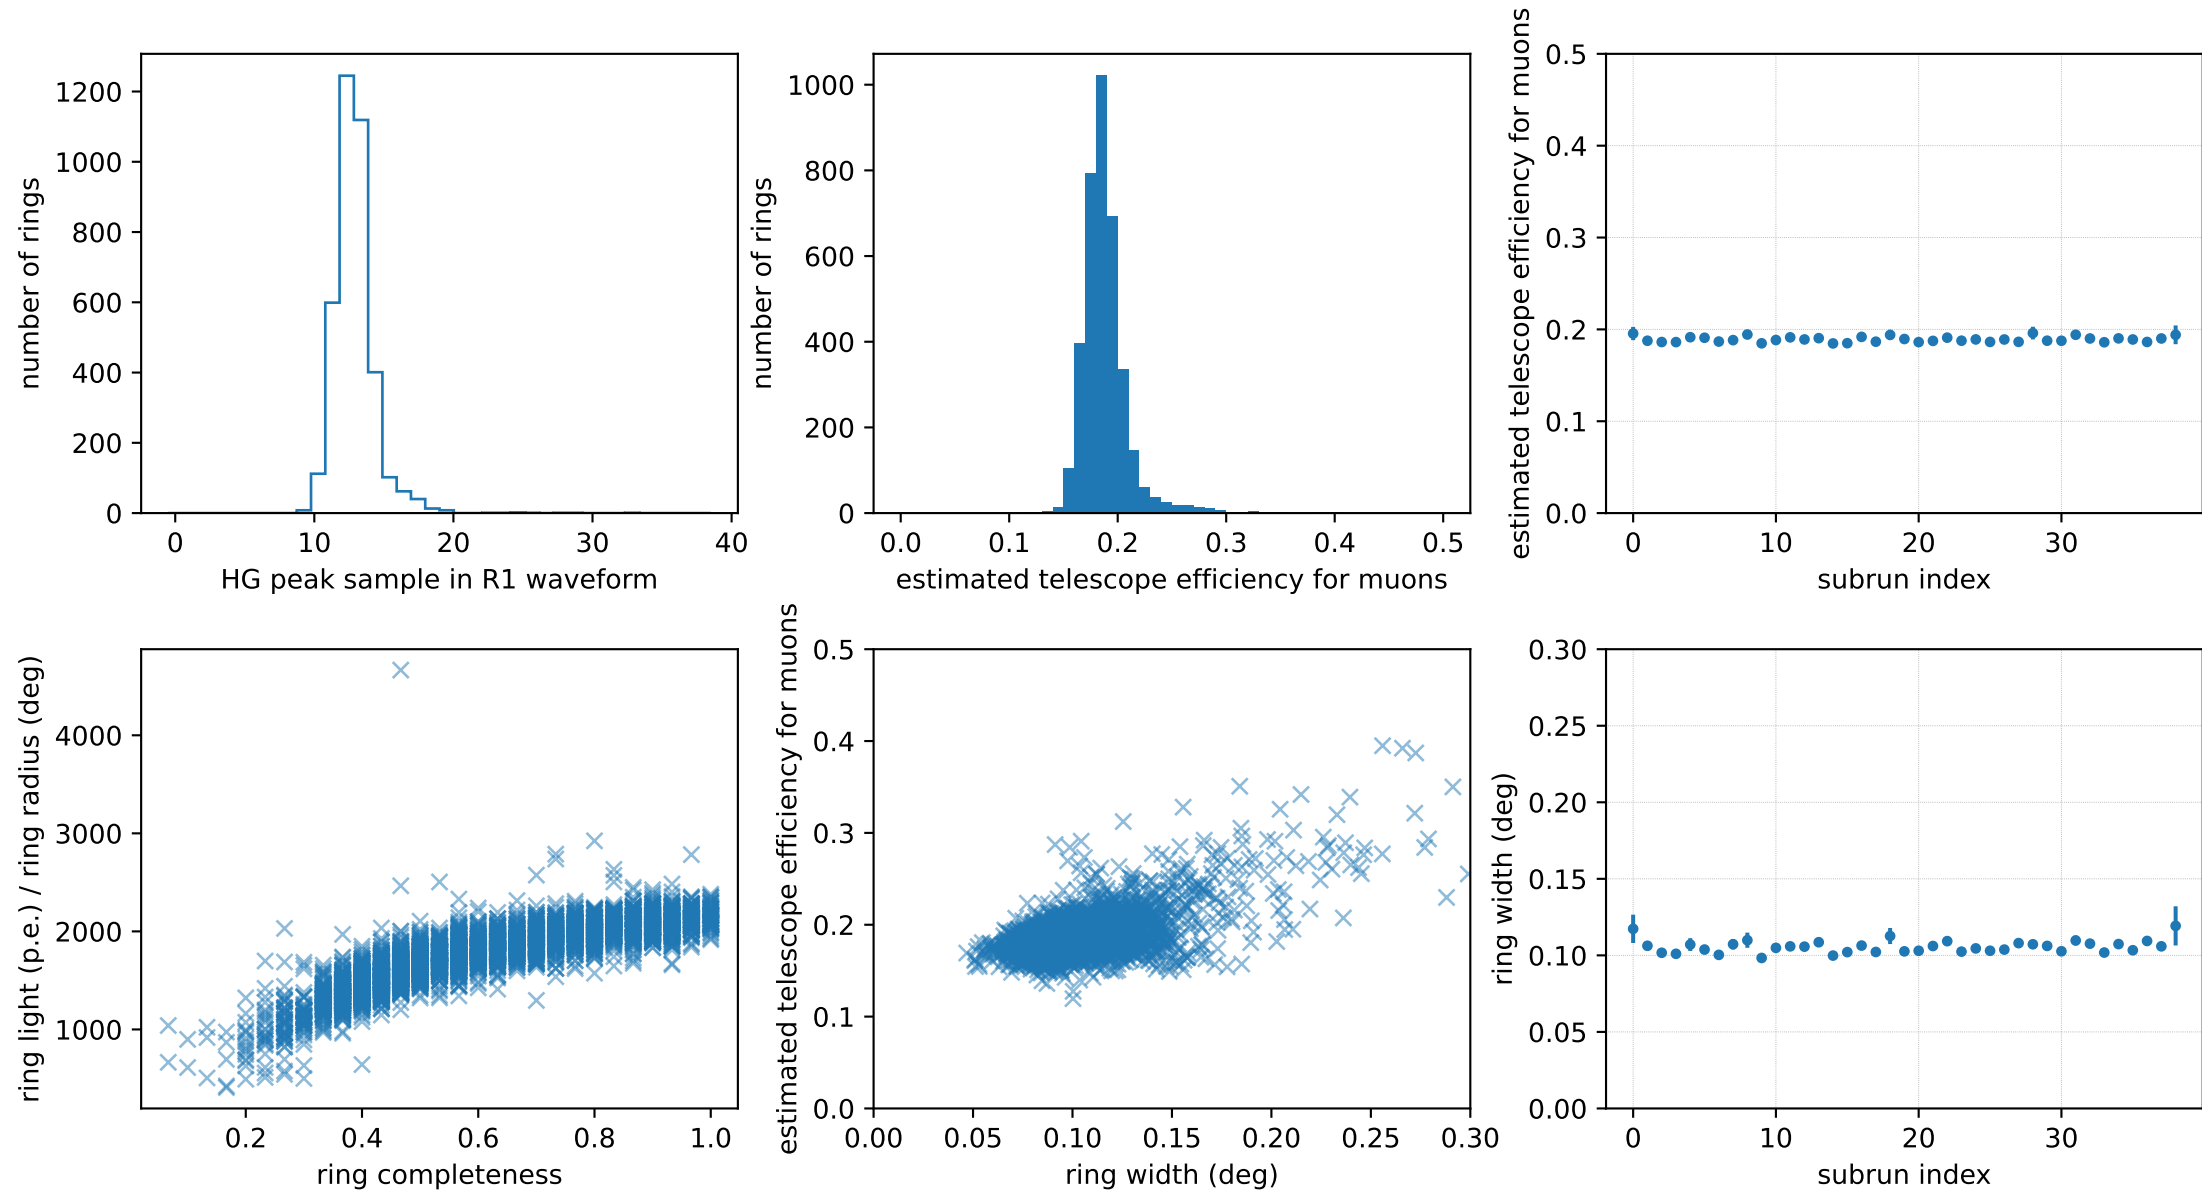 1200
1000
800
600
400
200
0
number of rings
0 10 20 30 40
HG peak sample in R1 waveform
1000
800
600
400
200
0
number of rings
0.0 0.1 0.2 0.3 0.4 0.5
estimated telescope efficiency for muons
0.5
0.4
0.3
0.2
0.1
0.0
estimated telescope efficiency for muons
0 10 20 30
subrun index
4000
3000
2000
1000
ring light (p.e.) / ring radius (deg)
0.2 0.4 0.6 0.8 1.0
ring completeness
0.5
0.4
0.3
0.2
0.1
0.0
estimated telescope efficiency for muons
0.00 0.05 0.10 0.15 0.20 0.25 0.30
ring width (deg)
0.30
0.25
0.20
0.15
0.10
0.05
0.00
ring width (deg)
0 10 20 30
subrun index